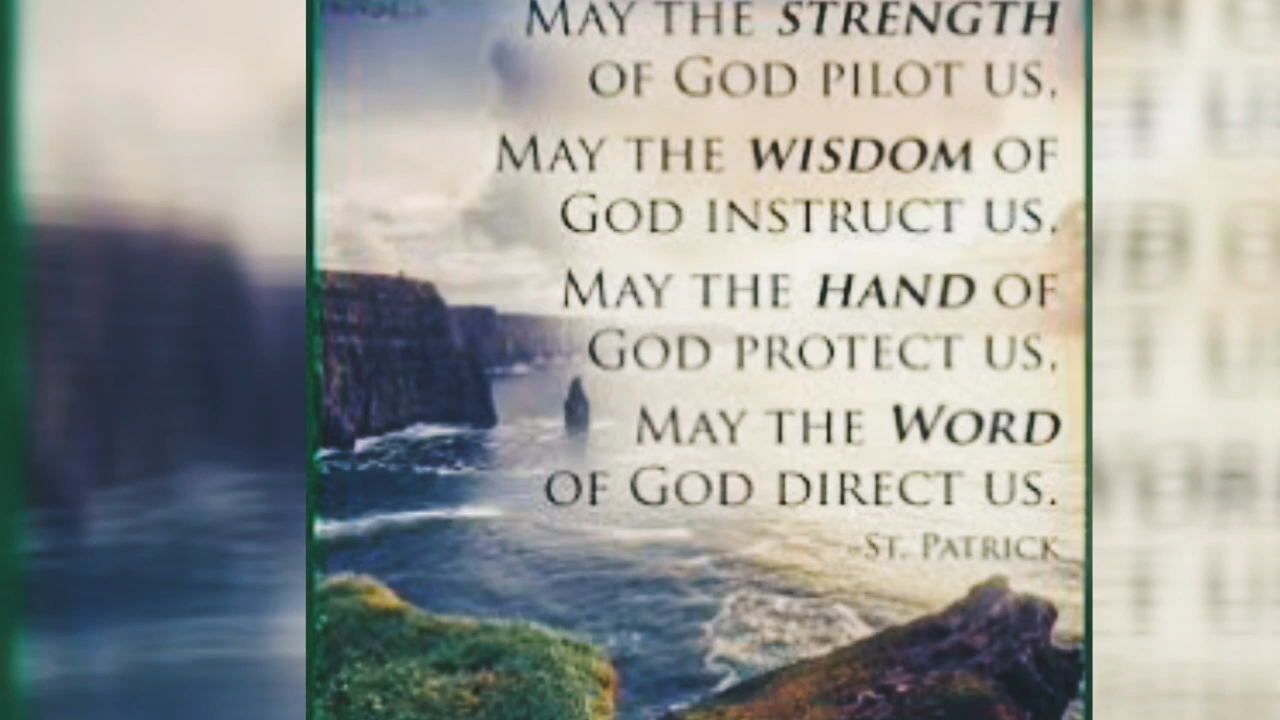 MAY THE STRENGTH
OF GOD PILOT US,
MAY THE WISDOM OF
GOD INSTRUCT US.
MAY THE HAND OF
GOD PROTECT US,
MAY THE WORD
OF GOD DIRECT US.
-ST. PATRICK